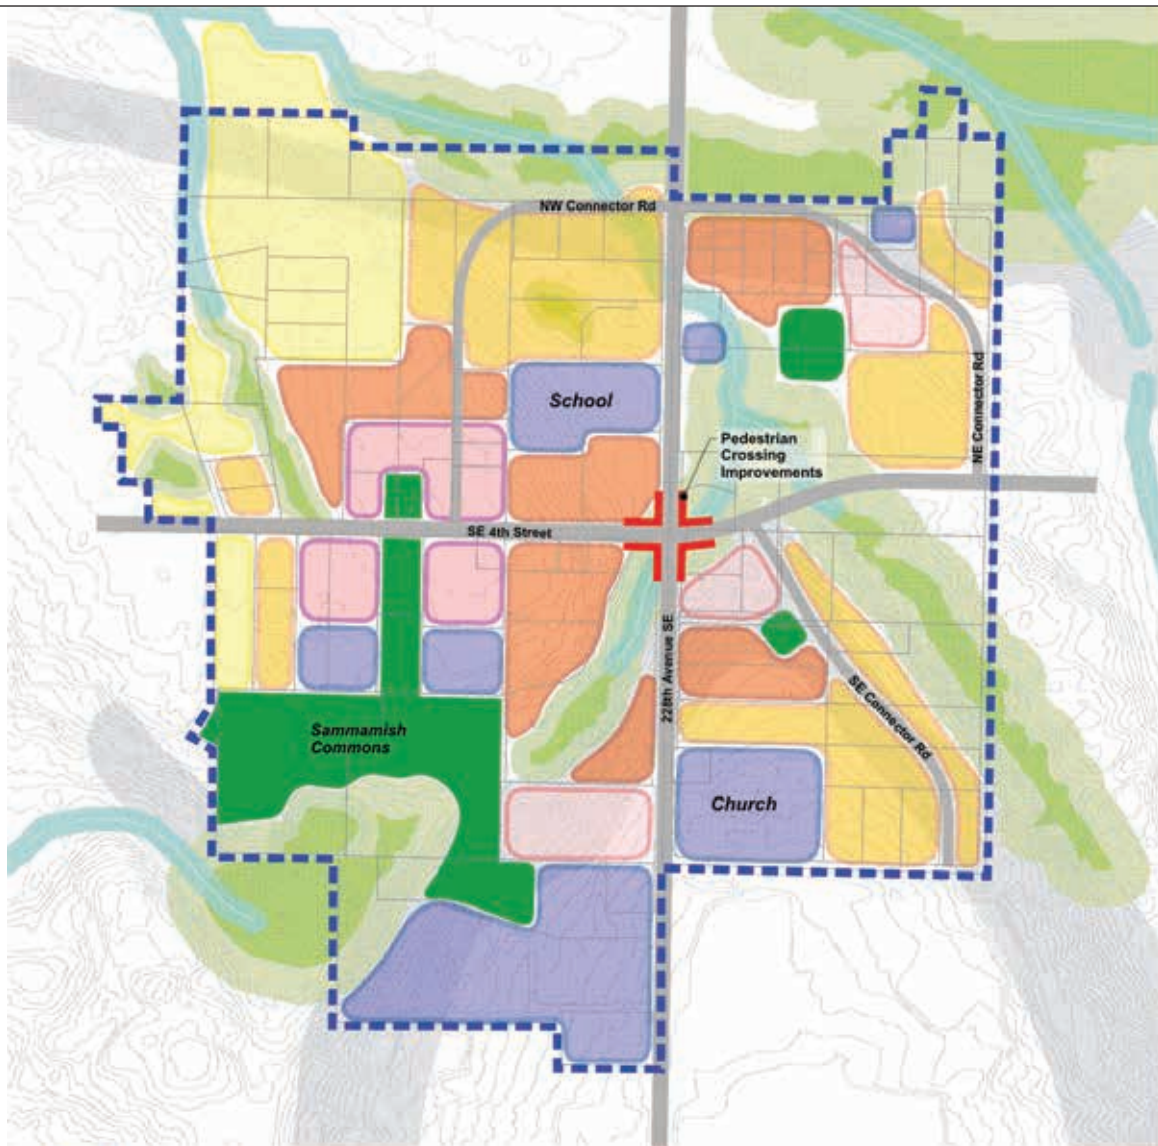 NW Connector Rd
NE Connector Rd
School
Pedestrian
Crossing
Improvements
SE 4th Street
228th Avenue SE
SE Connector Rd
Sammamish
Commons
Church